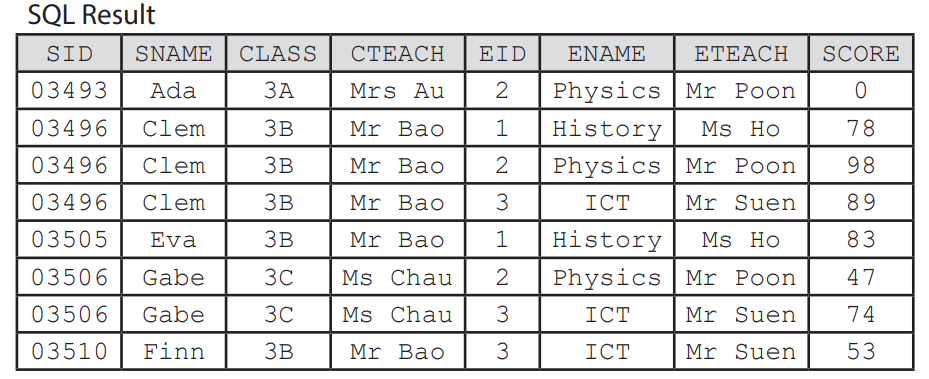 SQL Result
SID SNAME CLASS CTEACH EID ENAME ETEACH SCORE
03493 Ada 3A Mrs Au 2 Physics Mr Poon 0
03496 Clem 3B Mr Bao 1 History Ms Ho 78
03496 Clem 3B Mr Bao 2 Physics Mr Poon 98
03496 Clem 3B Mr Bao 3 ICT Mr Suen 89
03505 Eva 3B Mr Bao 1 History Ms Ho 83
03506 Gabe 3C Ms Chau 2 Physics Mr Poon 47
03506 Gabe 3C Ms Chau 3 ICT Mr Suen 74
03510 Finn 3B Mr Bao 3 ICT Mr Suen 53